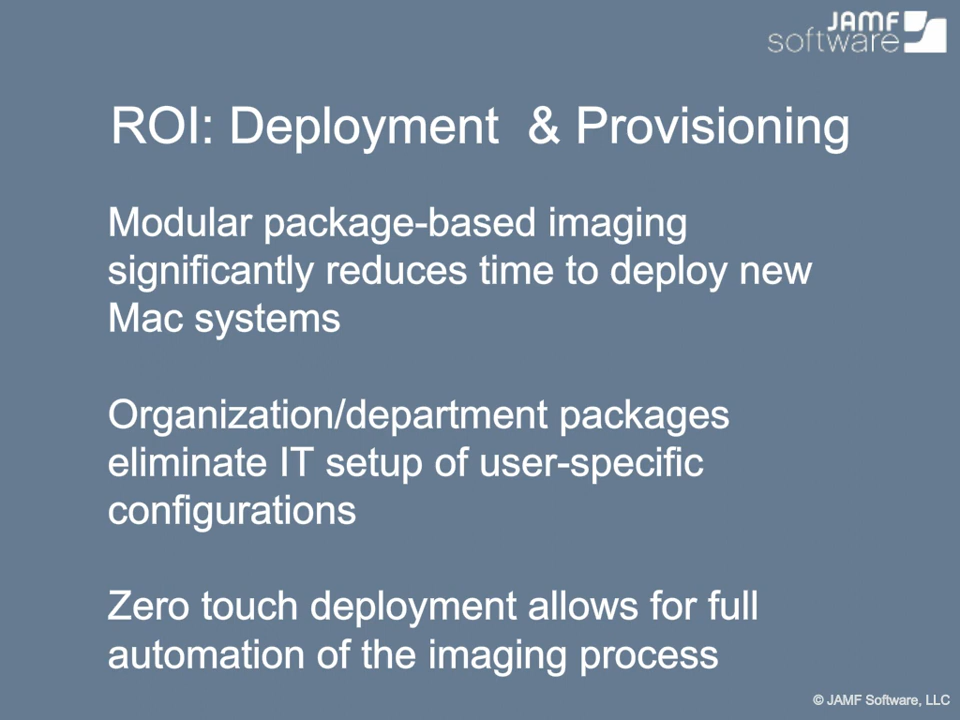 JAMF
software
ROI: Deployment & Provisioning
Modular package-based imaging
significantly reduces time to deploy new
Mac systems
Organization/department packages
eliminate IT setup of user-specific
configurations
Zero touch deployment allows for full
automation of the imaging process
© JAMF Software, LLC